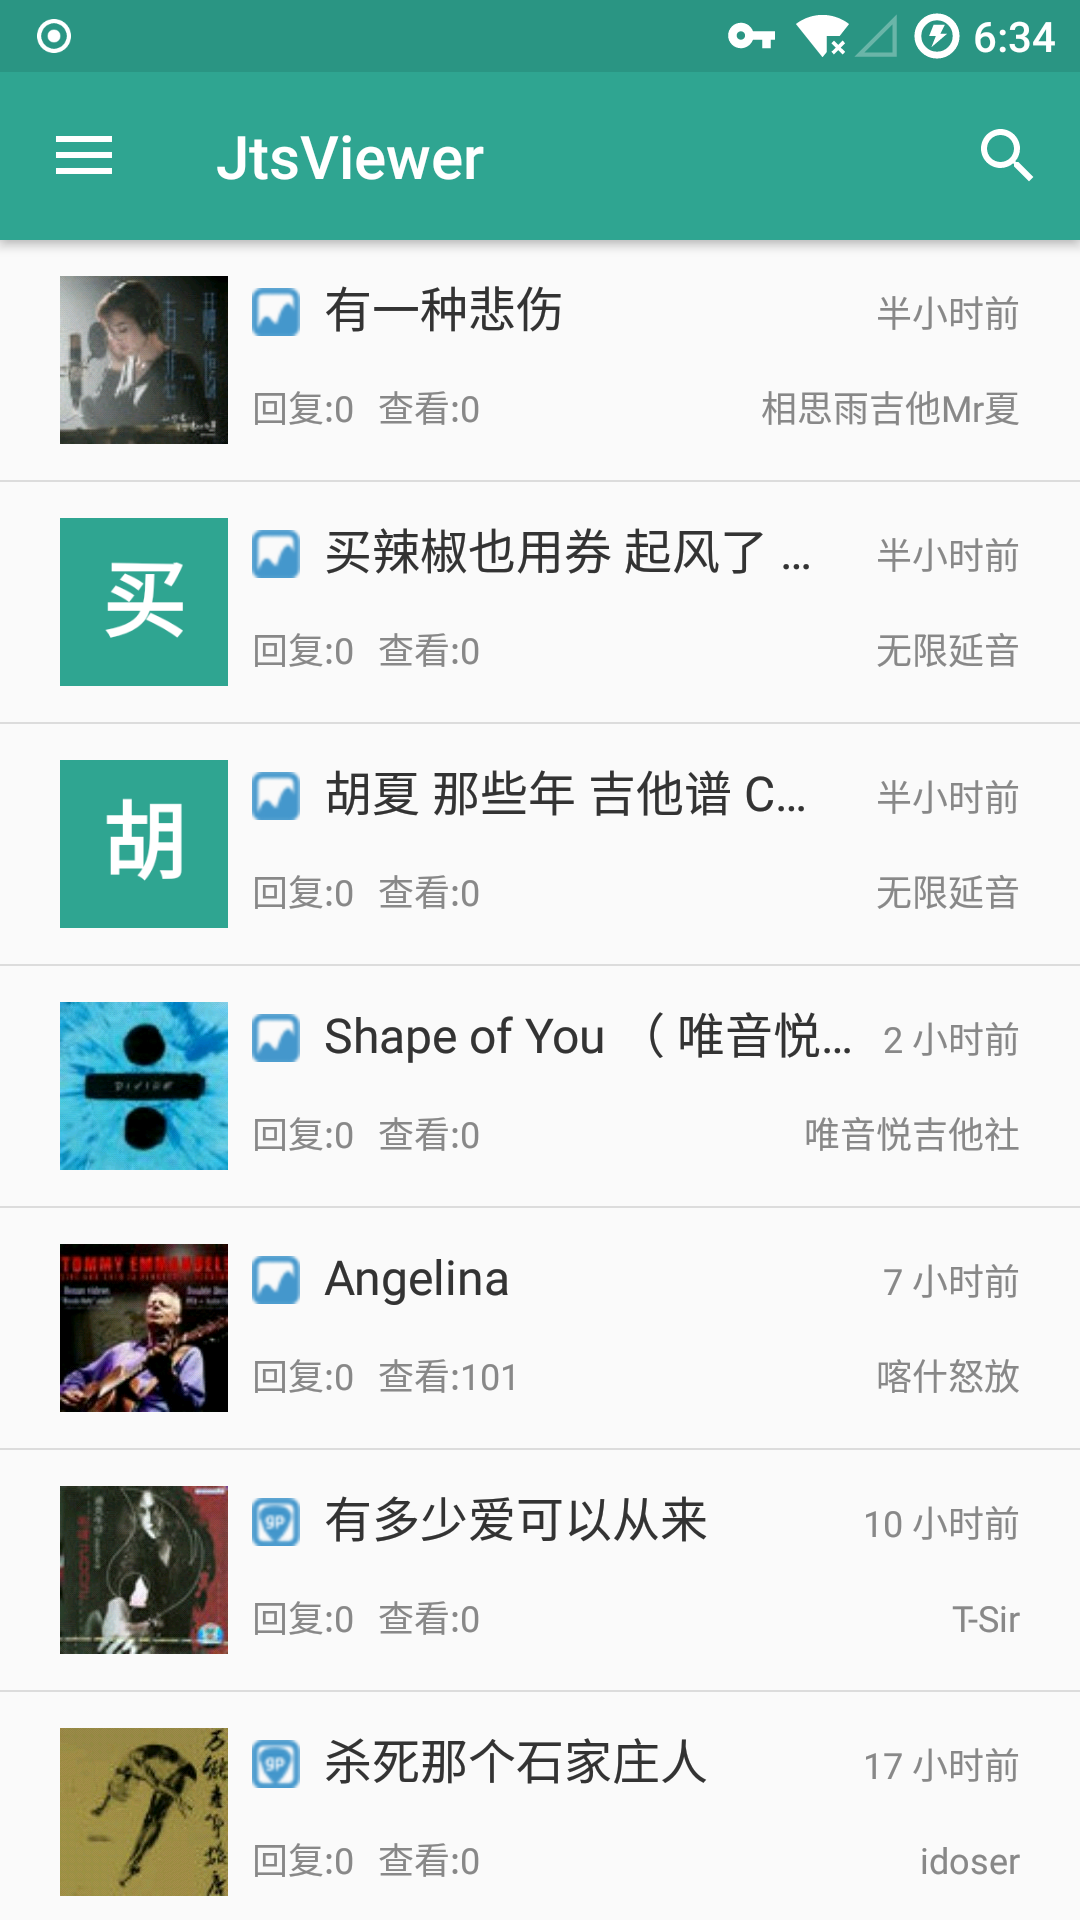 6:34
JtsViewer
有一种悲伤 半小时前
回复:0 查看:0 相思雨吉他Mr夏
买 买辣椒也用券 起风了 ... 半小时前
回复:0 查看:0 无限延音
胡 胡夏 那些年 吉他谱 C... 半小时前
回复:0 查看:0 无限延音
Shape of You （ 唯音悦... 2 小时前
DIVIDE
回复:0 查看:0 唯音悦吉他社
TOMMY EMMANUEL
Angelina 7 小时前
回复:0 查看:101 喀什怒放
gp 有多少爱可以从来 10 小时前
回复:0 查看:0 T-Sir
gp 杀死那个石家庄人 17 小时前
回复:0 查看:0 idoser